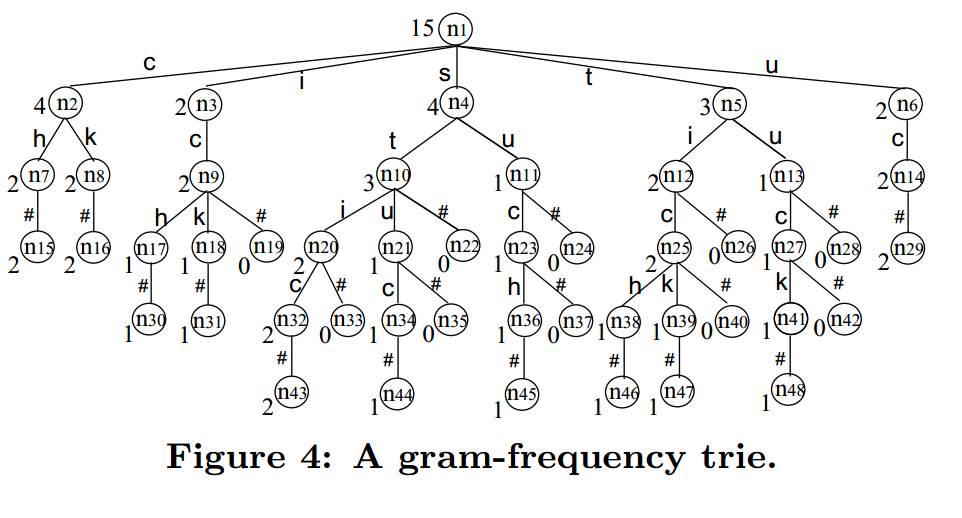 15 n1
c i s t u
4 n2 2 n3 4 n4 3 n5 2 n6
h k c t u i u c
2 n7 2 n8 2 n9 3 n10 1 n11 2 n12 1 n13 2 n14
# # h k # i u # c # c # c # #
2 n15 2 n16 1 n17 1 n18 0 n19 2 n20 1 n21 0 n22 1 n23 0 n24 2 n25 0 n26 1 n27 0 n28 2 n29
# # c # c # h # h k # k #
1 n30 1 n31 2 n32 0 n33 1 n34 0 n35 1 n36 0 n37 1 n38 1 n39 0 n40 1 n41 0 n42
# # # # # #
2 n43 1 n44 1 n45 1 n46 1 n47 1 n48
Figure 4: A gram-frequency trie.